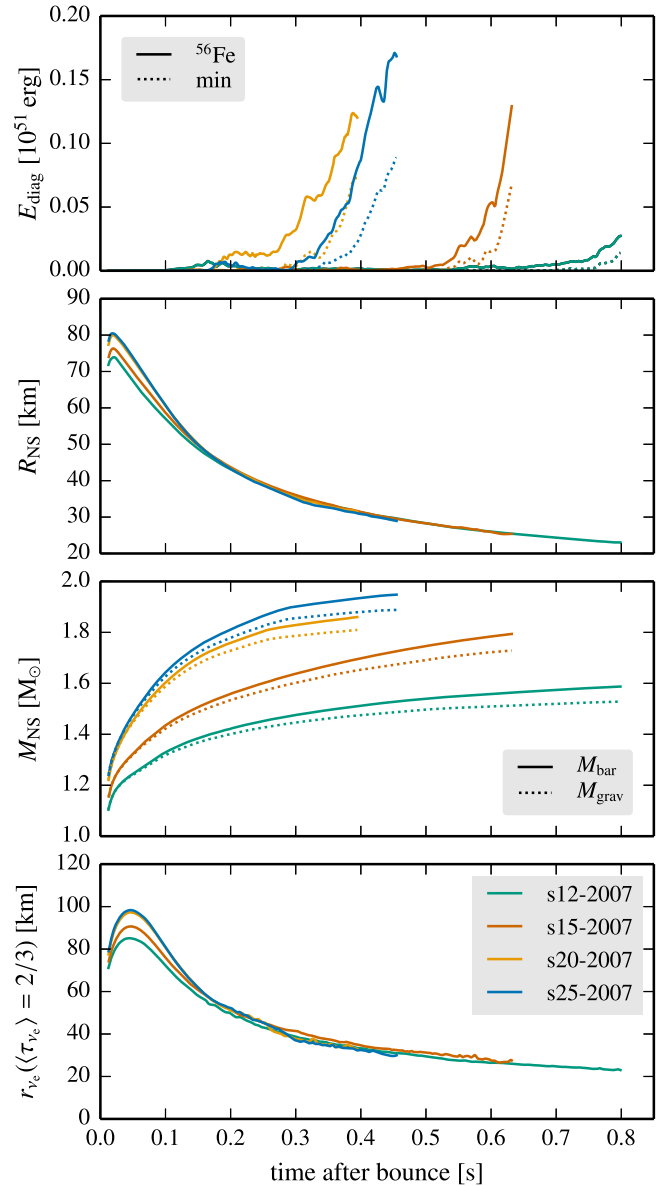 0.20
0.15
0.10
0.05
0.00
E_diag [10^51 erg]
^56Fe
min
90
80
70
60
50
40
30
20
R_NS [km]
2.0
1.8
1.6
1.4
1.2
1.0
M_NS [M_⊙]
M_bar
M_grav
120
100
80
60
40
20
0
r_νe(⟨τ_νe⟩ = 2/3) [km]
s12-2007
s15-2007
s20-2007
s25-2007
0.0 0.1 0.2 0.3 0.4 0.5 0.6 0.7 0.8
time after bounce [s]